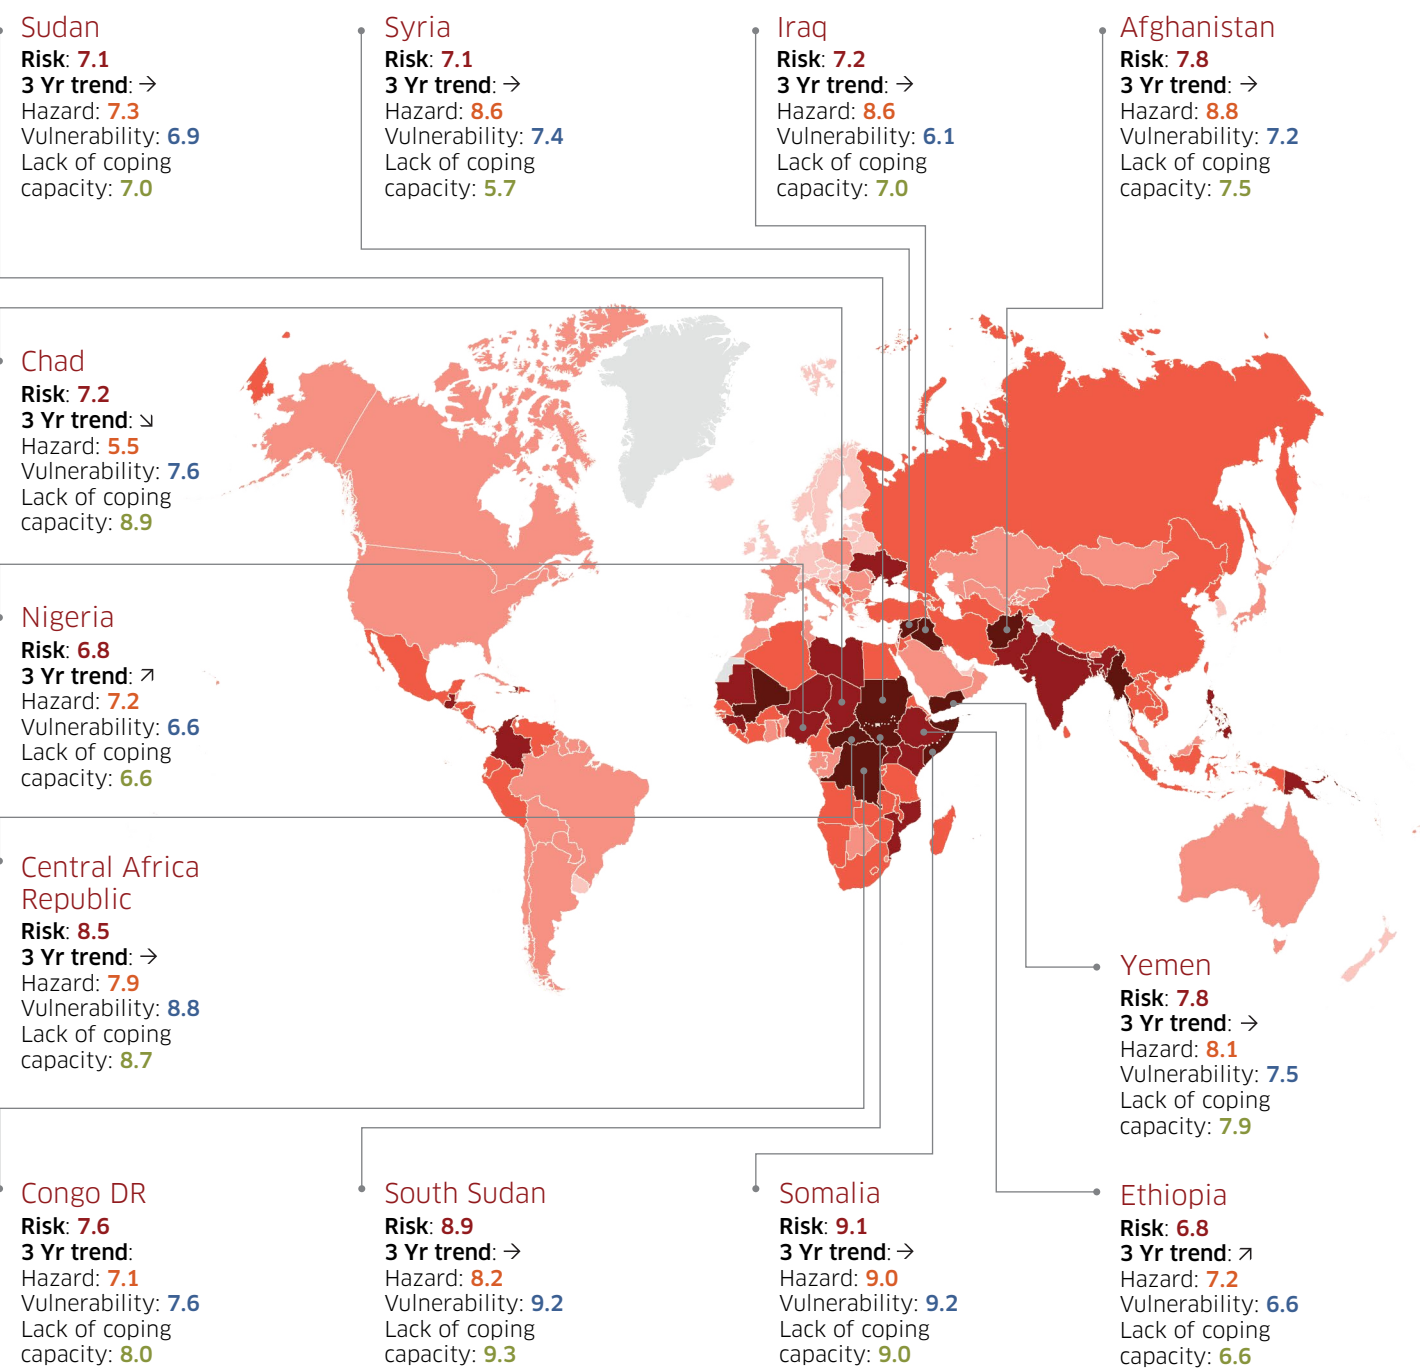 Sudan
Risk: 7.1
3 Yr trend: →
Hazard: 7.3
Vulnerability: 6.9
Lack of coping
capacity: 7.0
Syria
Risk: 7.1
3 Yr trend: →
Hazard: 8.6
Vulnerability: 7.4
Lack of coping
capacity: 5.7
Iraq
Risk: 7.2
3 Yr trend: →
Hazard: 8.6
Vulnerability: 6.1
Lack of coping
capacity: 7.0
Afghanistan
Risk: 7.8
3 Yr trend: →
Hazard: 8.8
Vulnerability: 7.2
Lack of coping
capacity: 7.5
Chad
Risk: 7.2
3 Yr trend: ↘
Hazard: 5.5
Vulnerability: 7.6
Lack of coping
capacity: 8.9
Nigeria
Risk: 6.8
3 Yr trend: ↗
Hazard: 7.2
Vulnerability: 6.6
Lack of coping
capacity: 6.6
Central Africa
Republic
Risk: 8.5
3 Yr trend: →
Hazard: 7.9
Vulnerability: 8.8
Lack of coping
capacity: 8.7
Yemen
Risk: 7.8
3 Yr trend: →
Hazard: 8.1
Vulnerability: 7.5
Lack of coping
capacity: 7.9
Congo DR
Risk: 7.6
3 Yr trend:
Hazard: 7.1
Vulnerability: 7.6
Lack of coping
capacity: 8.0
South Sudan
Risk: 8.9
3 Yr trend: →
Hazard: 8.2
Vulnerability: 9.2
Lack of coping
capacity: 9.3
Somalia
Risk: 9.1
3 Yr trend: →
Hazard: 9.0
Vulnerability: 9.2
Lack of coping
capacity: 9.0
Ethiopia
Risk: 6.8
3 Yr trend: ↗
Hazard: 7.2
Vulnerability: 6.6
Lack of coping
capacity: 6.6